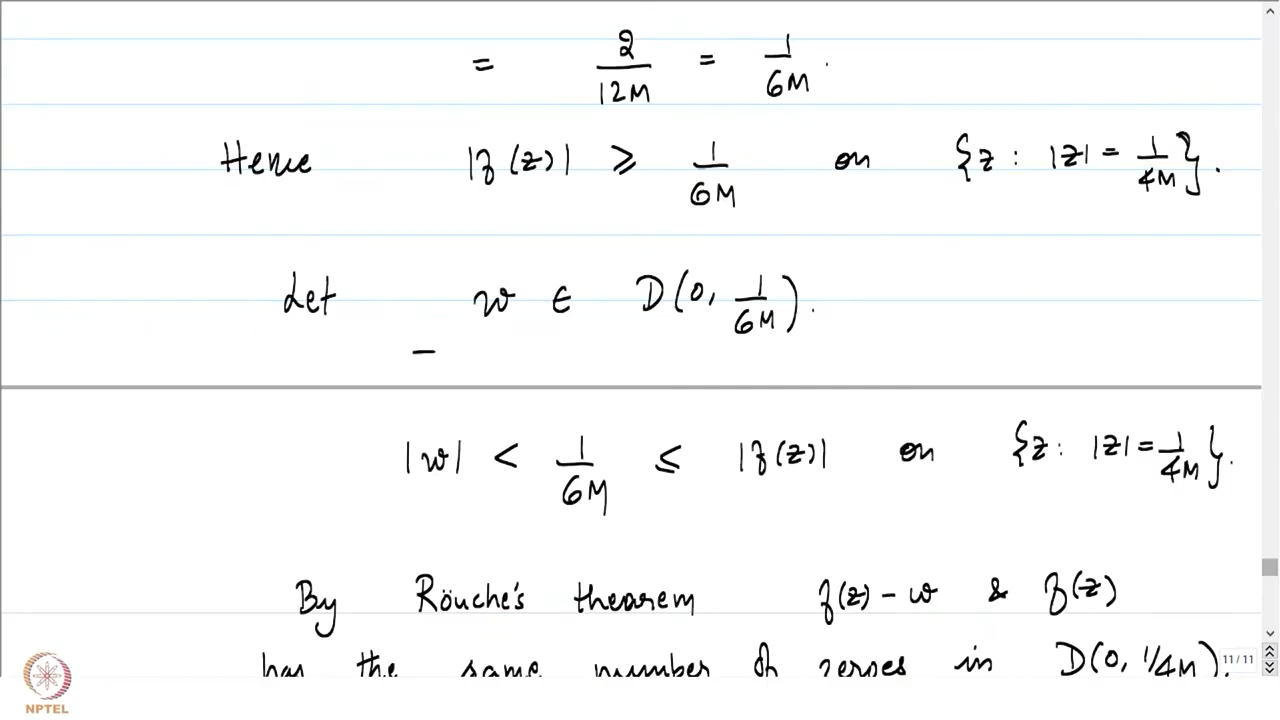 = 2/12M = 1/6M.
Hence |f(z)| ≥ 1/6M on {z : |z| = 1/4M}.
Let w ∈ D(0, 1/6M).
|w| < 1/6M ≤ |f(z)| on {z : |z| = 1/4M}.
By Röuche's theorem f(z) - w & f(z)
has the same number of zeroes in D(0, 1/4M).
11 / 11
NPTEL